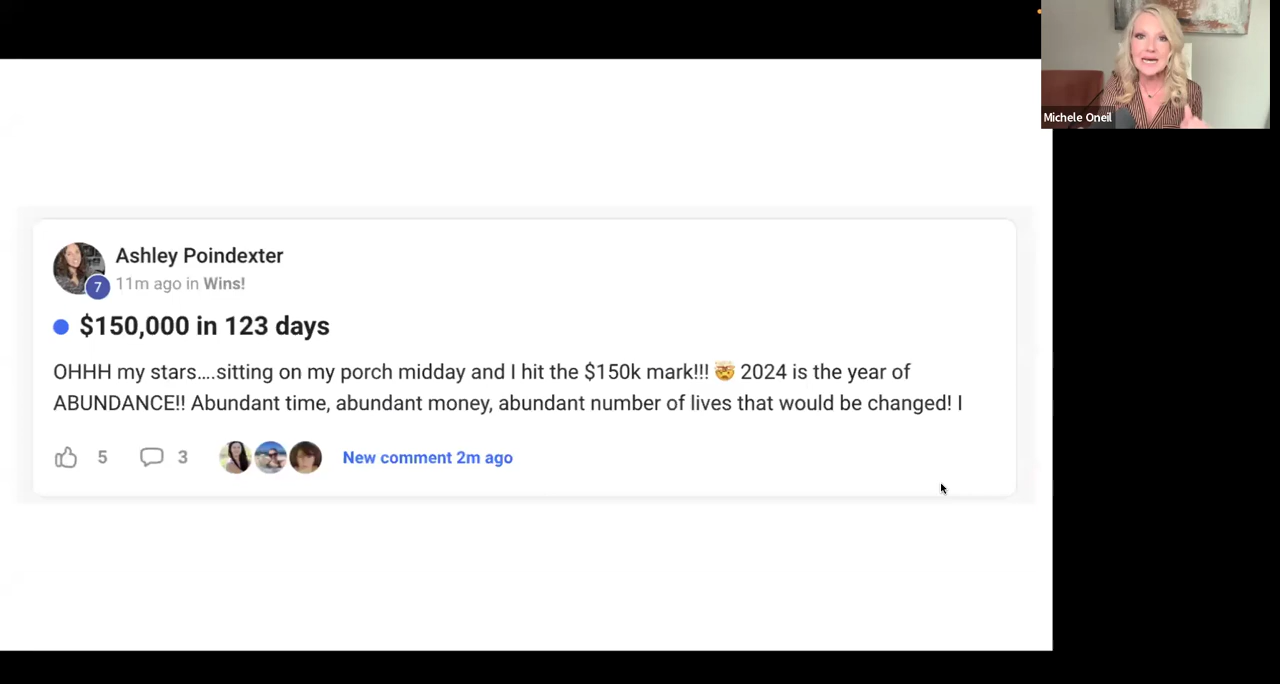 Michele Oneil
Ashley Poindexter
7
11m ago in Wins!
$150,000 in 123 days
OHHH my stars....sitting on my porch midday and I hit the $150k mark!!! 🤯 2024 is the year of
ABUNDANCE!! Abundant time, abundant money, abundant number of lives that would be changed! I
5 3 New comment 2m ago